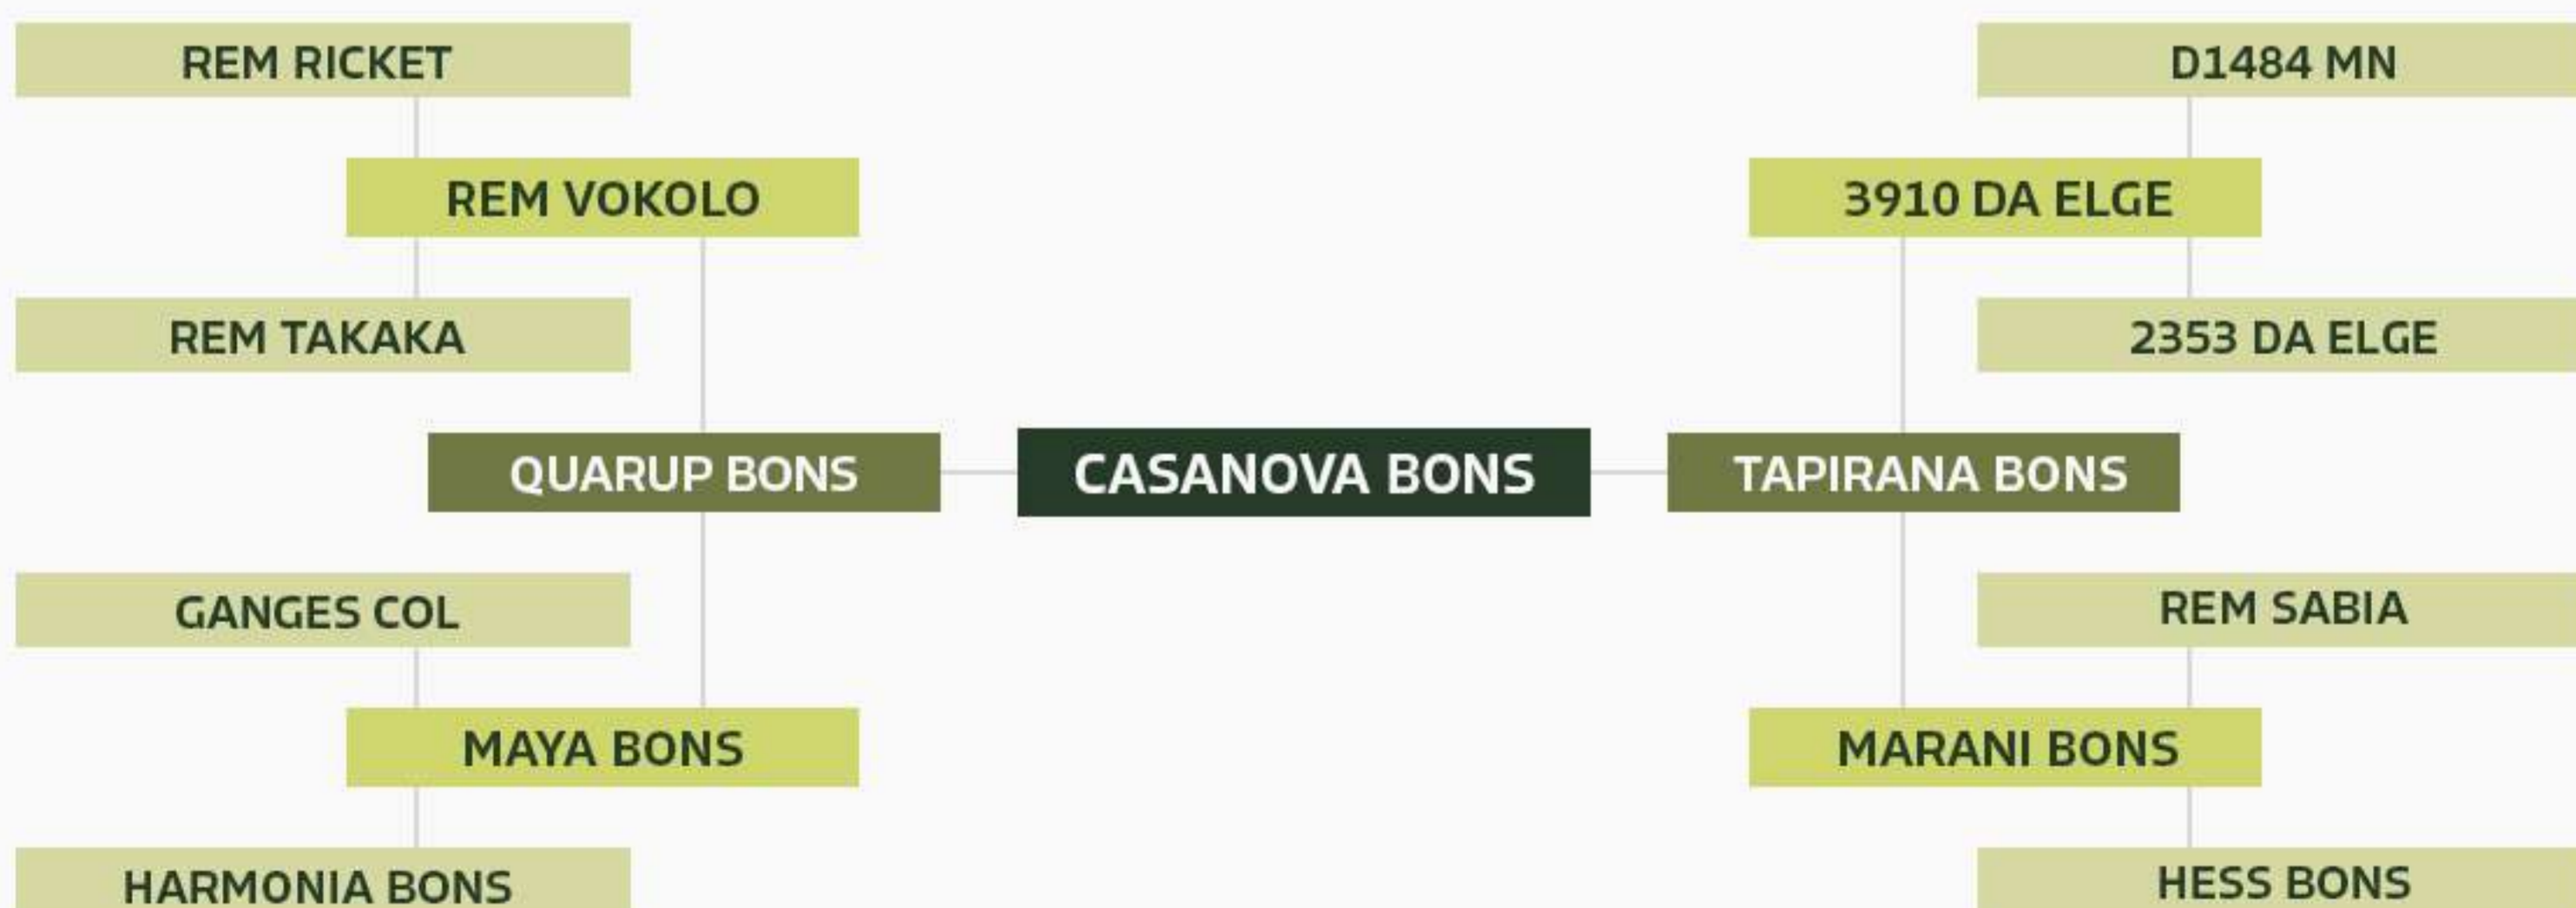 REM RICKET
D1484 MN
REM VOKOLO
3910 DA ELGE
REM TAKAKA
2353 DA ELGE
QUARUP BONS
CASANOVA BONS
TAPIRANA BONS
GANGES COL
REM SABIA
MAYA BONS
MARANI BONS
HARMONIA BONS
HESS BONS